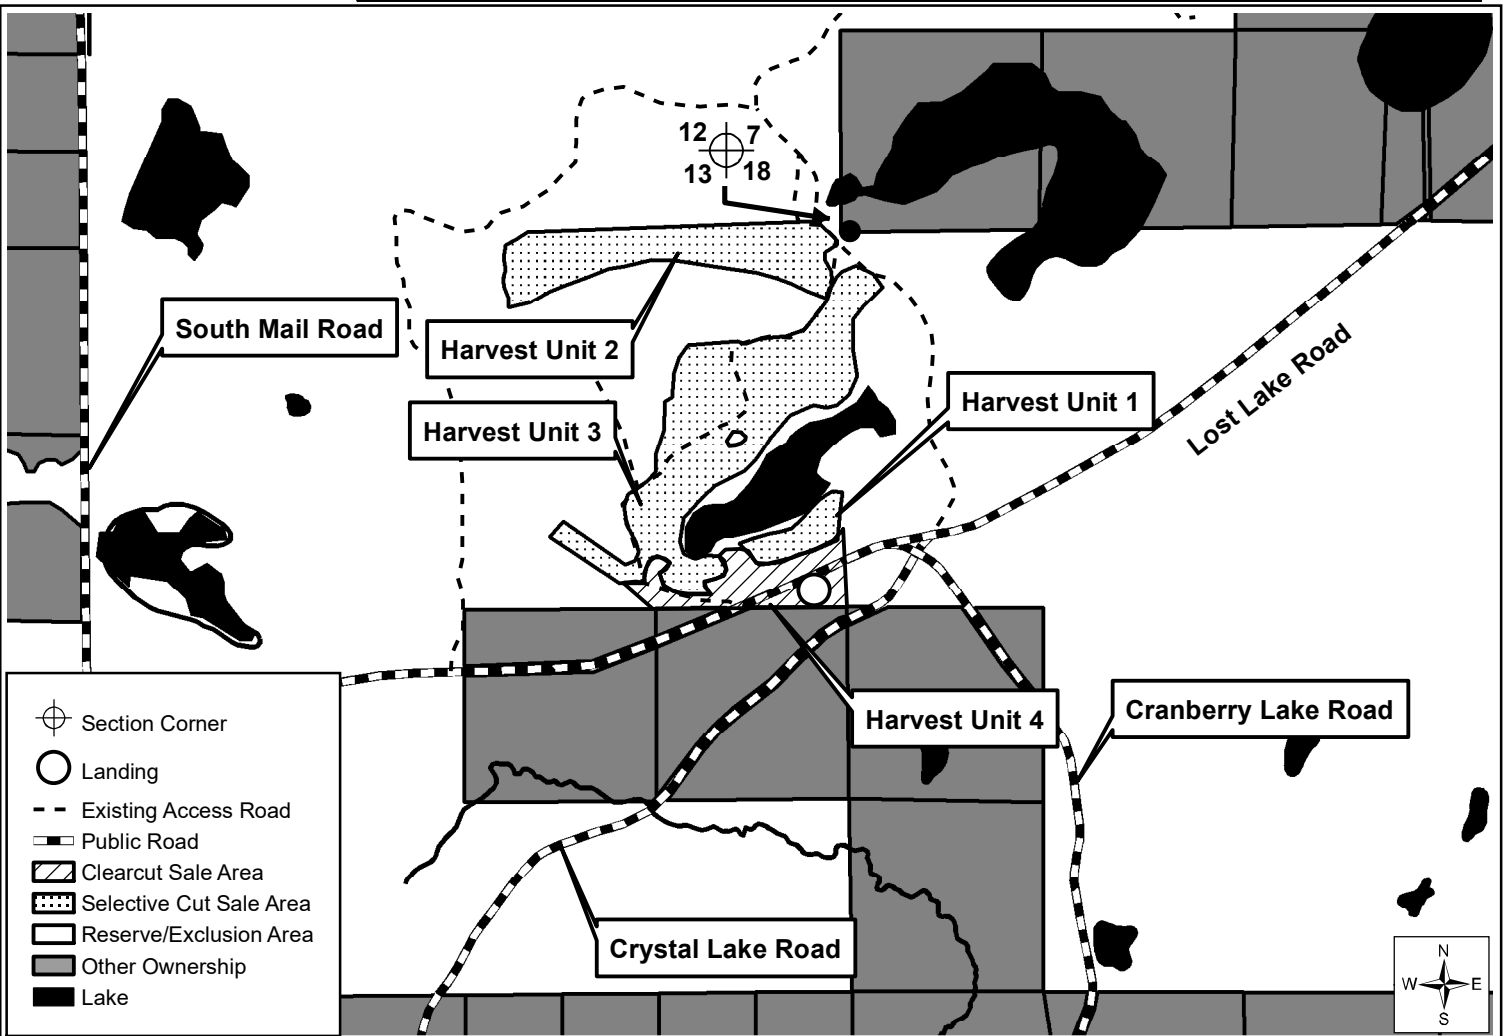 12 7
13 18
South Mail Road
Harvest Unit 2
Harvest Unit 3
Harvest Unit 1
Lost Lake Road
Harvest Unit 4
Cranberry Lake Road
Crystal Lake Road
Section Corner
Landing
Existing Access Road
Public Road
Clearcut Sale Area
Selective Cut Sale Area
Reserve/Exclusion Area
Other Ownership
Lake
N
W E
S